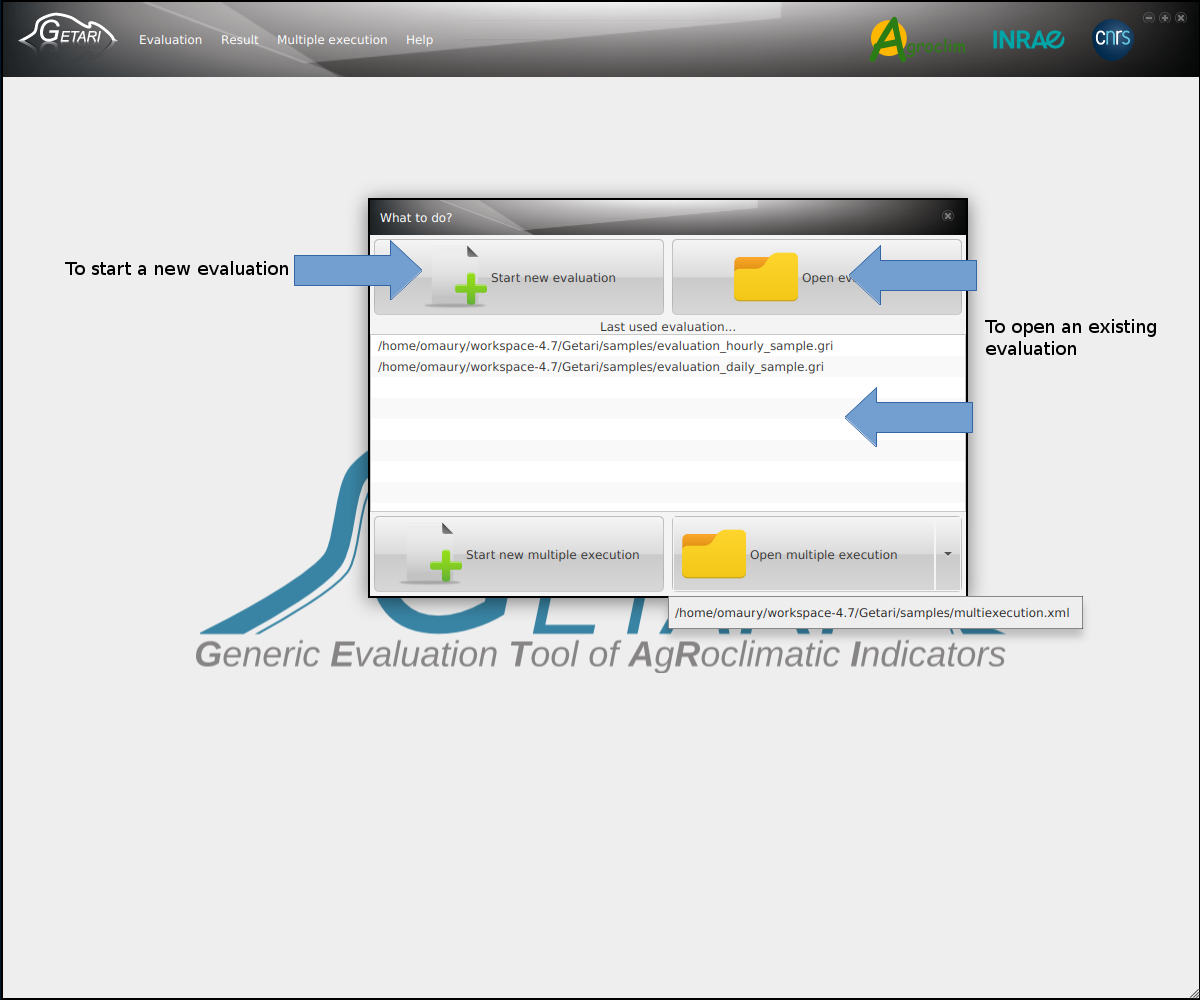 GETARI
Evaluation Result Multiple execution Help
Agroclim
INRAE
cnrs
What to do?
To start a new evaluation
Start new evaluation
Open
To open an existing
evaluation
Last used evaluation...
/home/omaury/workspace-4.7/Getari/samples/evaluation_hourly_sample.gri
/home/omaury/workspace-4.7/Getari/samples/evaluation_daily_sample.gri
Start new multiple execution
Open multiple execution
/home/omaury/workspace-4.7/Getari/samples/multiexecution.xml
Generic Evaluation Tool of AgRoclimatic Indicators